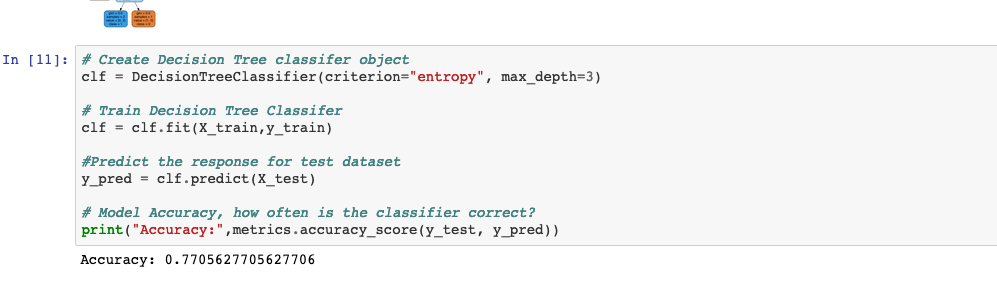 In [11]:
# Create Decision Tree classifer object
clf = DecisionTreeClassifier(criterion="entropy", max_depth=3)
# Train Decision Tree Classifer
clf = clf.fit(X_train,y_train)
#Predict the response for test dataset
y_pred = clf.predict(X_test)
# Model Accuracy, how often is the classifier correct?
print("Accuracy:",metrics.accuracy_score(y_test, y_pred))
Accuracy: 0.7705627705627706